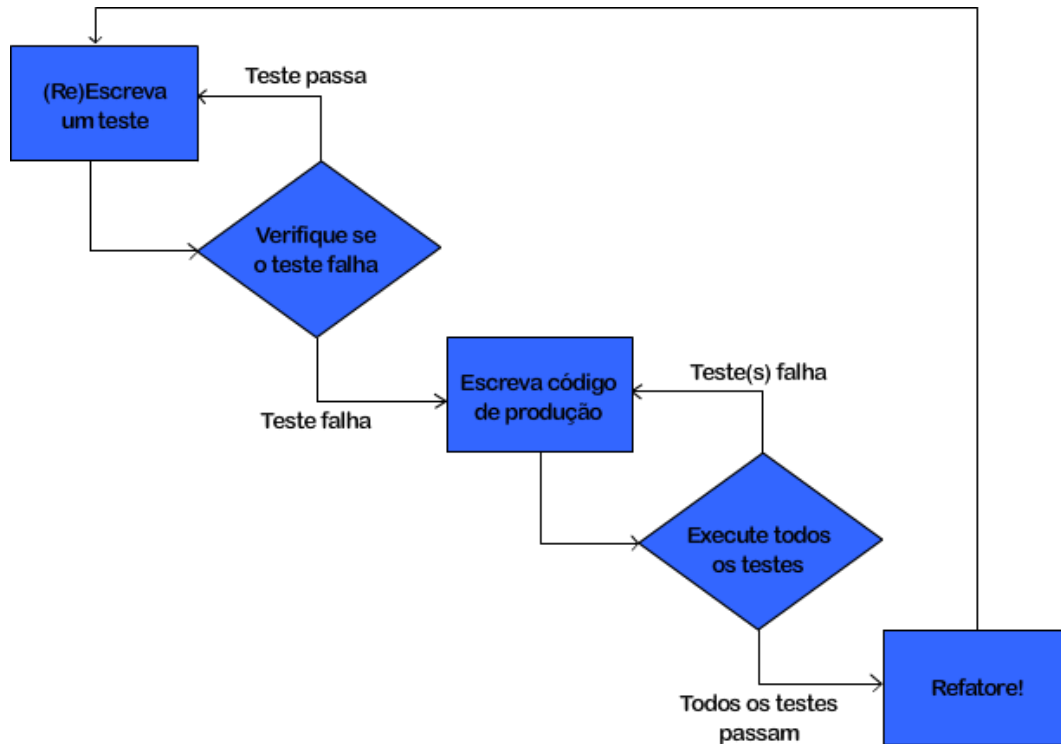 (Re)Escreva
um teste
Teste passa
Verifique se
o teste falha
Teste falha
Escreva código
de produção
Teste(s) falha
Execute todos
os testes
Todos os testes
passam
Refatore!